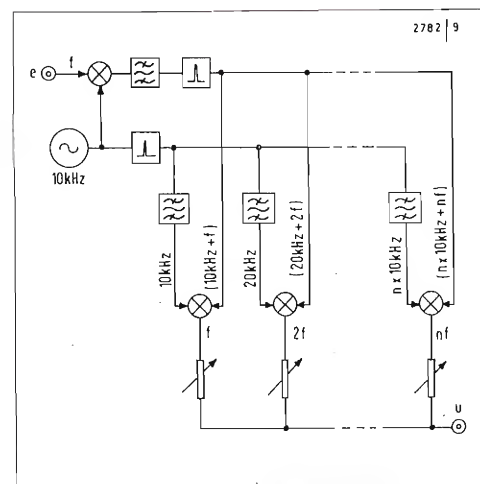 2782 | 9
e
f
10kHz
10kHz
(10kHz + f)
20kHz
(20kHz + 2f)
n x 10kHz
(n x 10kHz + nf)
f
2f
nf
u